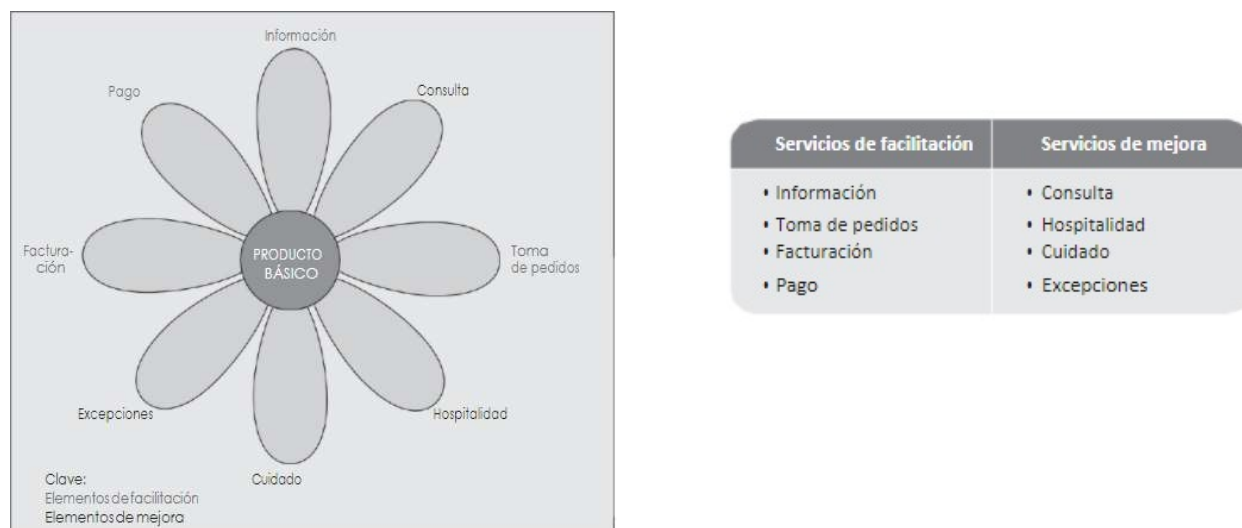 Información
Pago
Consulta
Factura-
ción
PRODUCTO
BÁSICO
Toma
de pedidos
Excepciones
Hospitalidad
Cuidado
Clave:
Elementos de facilitación
Elementos de mejora
Servicios de facilitación
• Información
• Toma de pedidos
• Facturación
• Pago
Servicios de mejora
• Consulta
• Hospitalidad
• Cuidado
• Excepciones